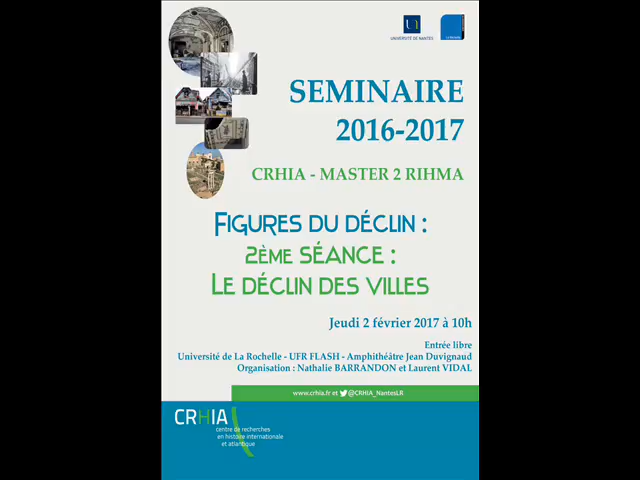 UNIVERSITÉ DE NANTES
SEMINAIRE
2016-2017
CRHIA - MASTER 2 RIHMA
FIGURES DU DÉCLIN :
2ÈME SÉANCE :
LE DÉCLIN DES VILLES
Jeudi 2 février 2017 à 10h
Entrée libre
Université de La Rochelle - UFR FLASH - Amphithéâtre Jean Duvignaud
Organisation : Nathalie BARRANDON et Laurent VIDAL
www.crhia.fr et @CRHIA_NantesLR
CRHIA
centre de recherches
en histoire internationale
et atlantique